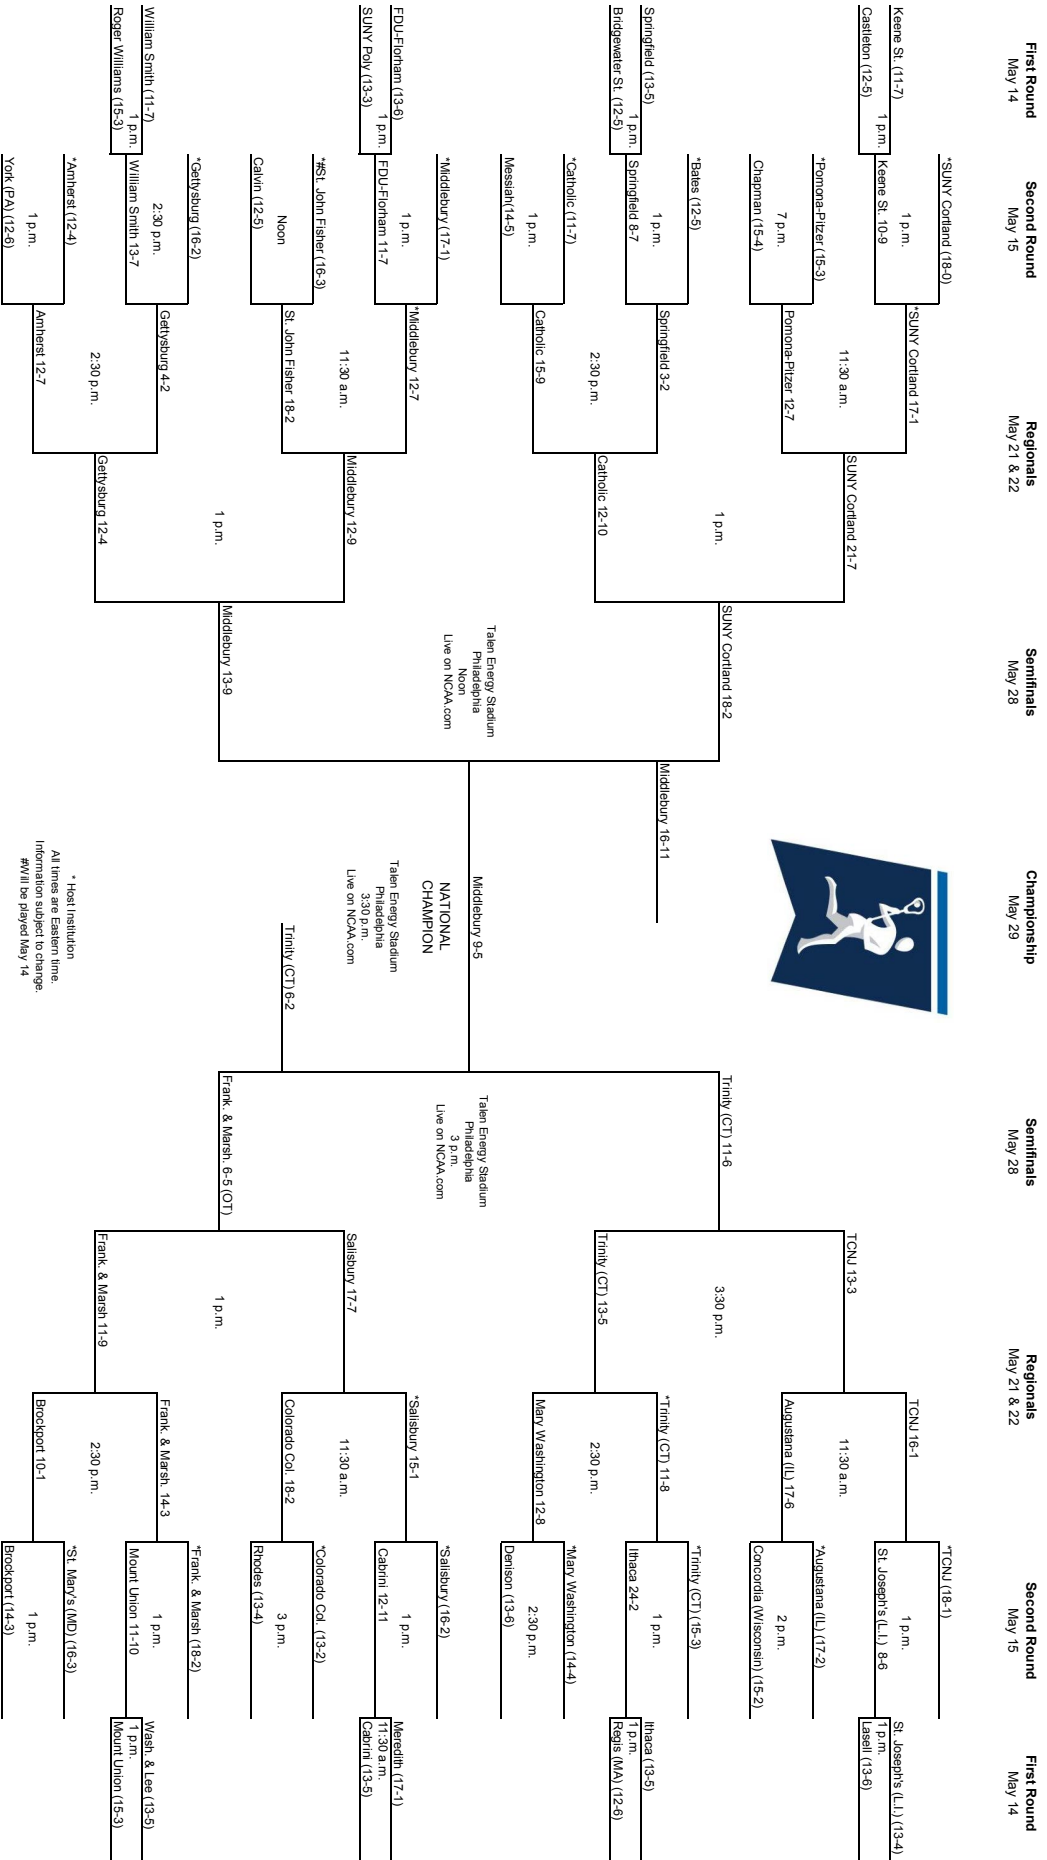 First Round
May 14
Second Round
May 15
Regionals
May 21 & 22
Semifinals
May 28
Championship
May 29
Semifinals
May 28
Regionals
May 21 & 22
Second Round
May 15
First Round
May 14
Keene St. (11-7)
1 p.m.
Castleton (12-5)
Springfield (13-5)
1 p.m.
Bridgewater St. (12-5)
FDU-Florham (13-6)
1 p.m.
SUNY Poly (13-3)
William Smith (11-7)
1 p.m.
Roger Williams (15-3)
*SUNY Cortland (18-0)
1 p.m.
Keene St. 10-9
*Pomona-Pitzer (15-3)
7 p.m.
Chapman (15-4)
*Bates (12-5)
1 p.m.
Springfield 8-7
*Catholic (11-7)
1 p.m.
Messiah(14-5)
*Middlebury (17-1)
1 p.m.
FDU-Florham 11-7
*#St. John Fisher (16-3)
Noon
Calvin (12-5)
*Gettysburg (16-2)
2:30 p.m.
William Smith 13-7
*Amherst (12-4)
1 p.m.
York (PA) (12-6)
*SUNY Cortland 17-1
11:30 a.m.
Pomona-Pitzer 12-7
Springfield 3-2
2:30 p.m.
Catholic 15-9
*Middlebury 12-7
11:30 a.m.
St. John Fisher 18-2
Gettysburg 4-2
2:30 p.m.
Amherst 12-7
SUNY Cortland 21-7
1 p.m.
Catholic 12-10
Middlebury 12-9
1 p.m.
Gettysburg 12-4
SUNY Cortland 18-2
Talen Energy Stadium
Philadelphia
Noon
Live on NCAA.com
Middlebury 13-9
Middlebury 16-11
Middlebury 9-5
NATIONAL
CHAMPION
Talen Energy Stadium
Philadelphia
3:30 p.m.
Live on NCAA.com
Trinity (CT) 6-2
* Host Institution
All times are Eastern time.
Information subject to change.
#Will be played May 14
Trinity (CT) 11-6
Talen Energy Stadium
Philadelphia
3 p.m.
Live on NCAA.com
Frank. & Marsh. 6-5 (OT)
TCNJ 13-3
3:30 p.m.
Trinity (CT) 13-5
Salisbury 17-7
1 p.m.
Frank. & Marsh 11-9
TCNJ 16-1
11:30 a.m.
Augustana (IL) 17-6
*Trinity (CT) 11-8
2:30 p.m.
Mary Washington 12-8
*Salisbury 15-1
11:30 a.m.
Colorado Col. 18-2
Frank. & Marsh. 14-3
2:30 p.m.
Brockport 10-1
*TCNJ (18-1)
1 p.m.
St. Joseph's (L.I.) 8-6
*Augustana (IL) (17-2)
2 p.m.
Concordia (Wisconsin) (15-2)
*Trinity (CT) (15-3)
1 p.m.
Ithaca 24-2
*Mary Washington (14-4)
2:30 p.m.
Denison (13-6)
*Salisbury (16-2)
1 p.m.
Cabrini 12-11
*Colorado Col. (13-2)
3 p.m.
Rhodes (13-4)
*Frank. & Marsh (18-2)
1 p.m.
Mount Union 11-10
*St. Mary's (MD) (16-3)
1 p.m.
Brockport (14-3)
St. Joseph's (L.I.) (13-4)
1 p.m.
Lasell (13-6)
Ithaca (13-5)
1 p.m.
Regis (MA) (12-6)
Meredith (17-1)
11:30 a.m.
Cabrini (13-5)
Wash. & Lee (13-5)
1 p.m.
Mount Union (15-3)